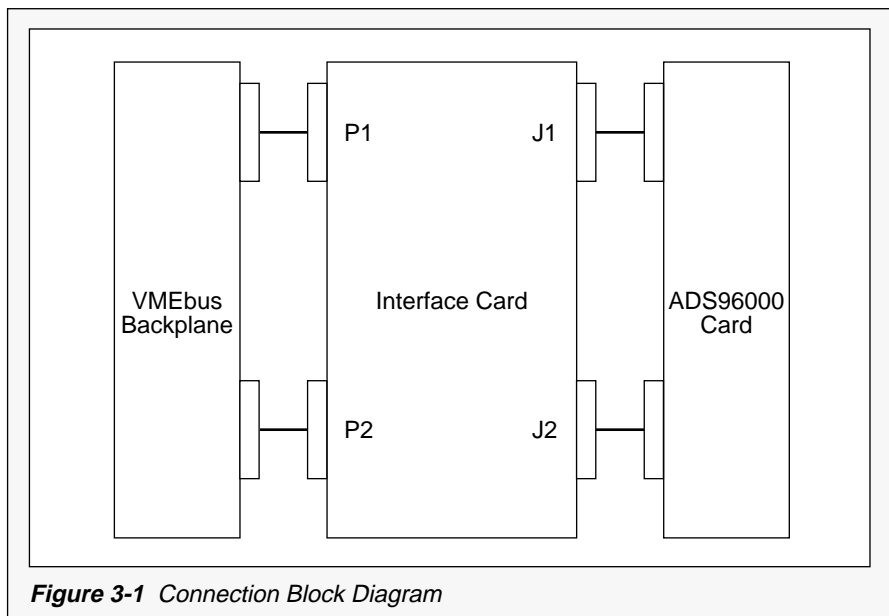 P1 J1
VMEbus
Backplane
Interface Card
ADS96000
Card
P2 J2
Figure 3-1 Connection Block Diagram